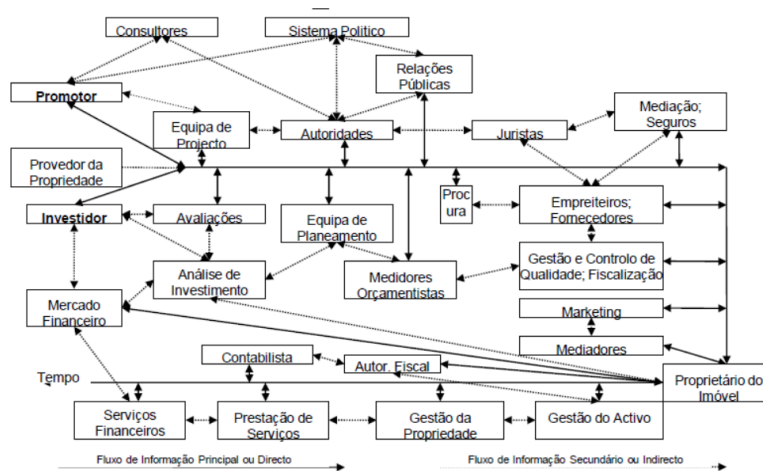 Consultores
Sistema Politico
Relações
Públicas
Promotor
Mediação;
Seguros
Equipa de
Projecto
Autoridades
Juristas
Provedor da
Propriedade
Proc
ura
Empreiteiros;
Fornecedores
Investidor
Avaliações
Equipa de
Planeamento
Gestão e Controlo de
Qualidade; Fiscalização
Análise de
Investimento
Medidores
Orçamentistas
Mercado
Financeiro
Marketing
Mediadores
Contabilista
Autor. Fiscal
Tempo
Proprietário do
Imóvel
Serviços
Financeiros
Prestação de
Serviços
Gestão da
Propriedade
Gestão do Activo
Fluxo de Informação Principal ou Directo
Fluxo de Informação Secundário ou Indirecto